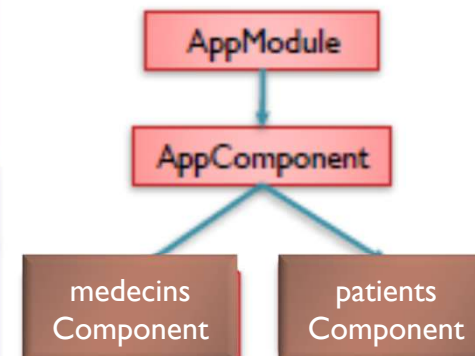 AppModule
AppComponent
medecins
Component
patients
Component